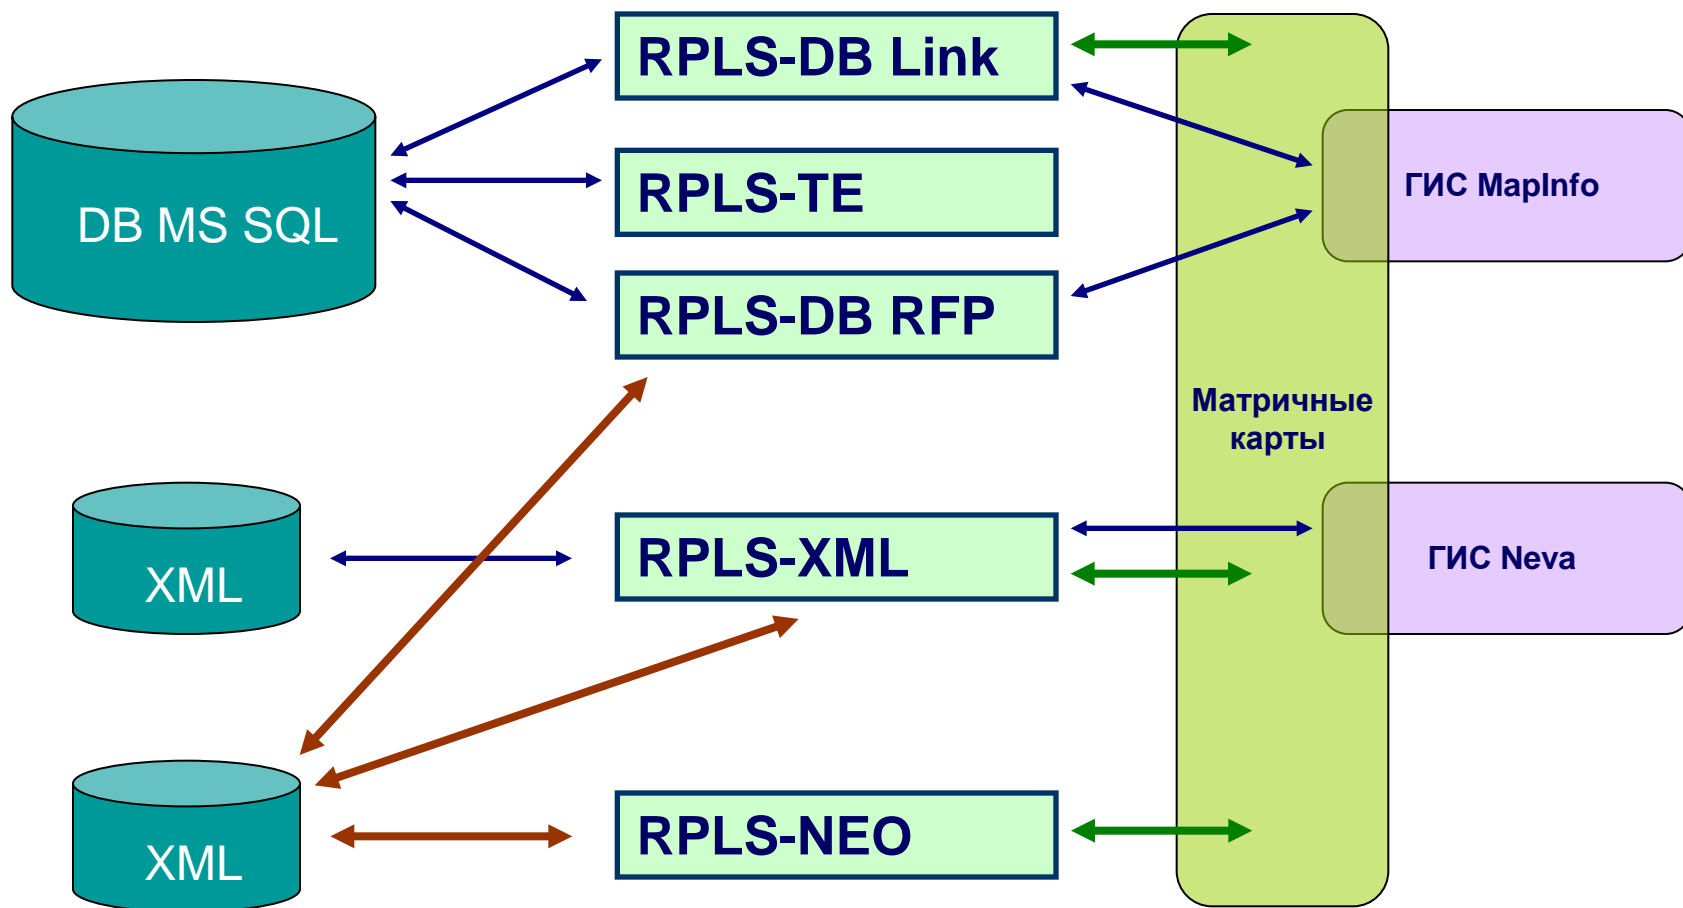 RPLS-DB Link
RPLS-TE
DB MS SQL
ГИС MapInfo
RPLS-DB RFP
Матричные
карты
RPLS-XML
ГИС Neva
XML
RPLS-NEO
XML